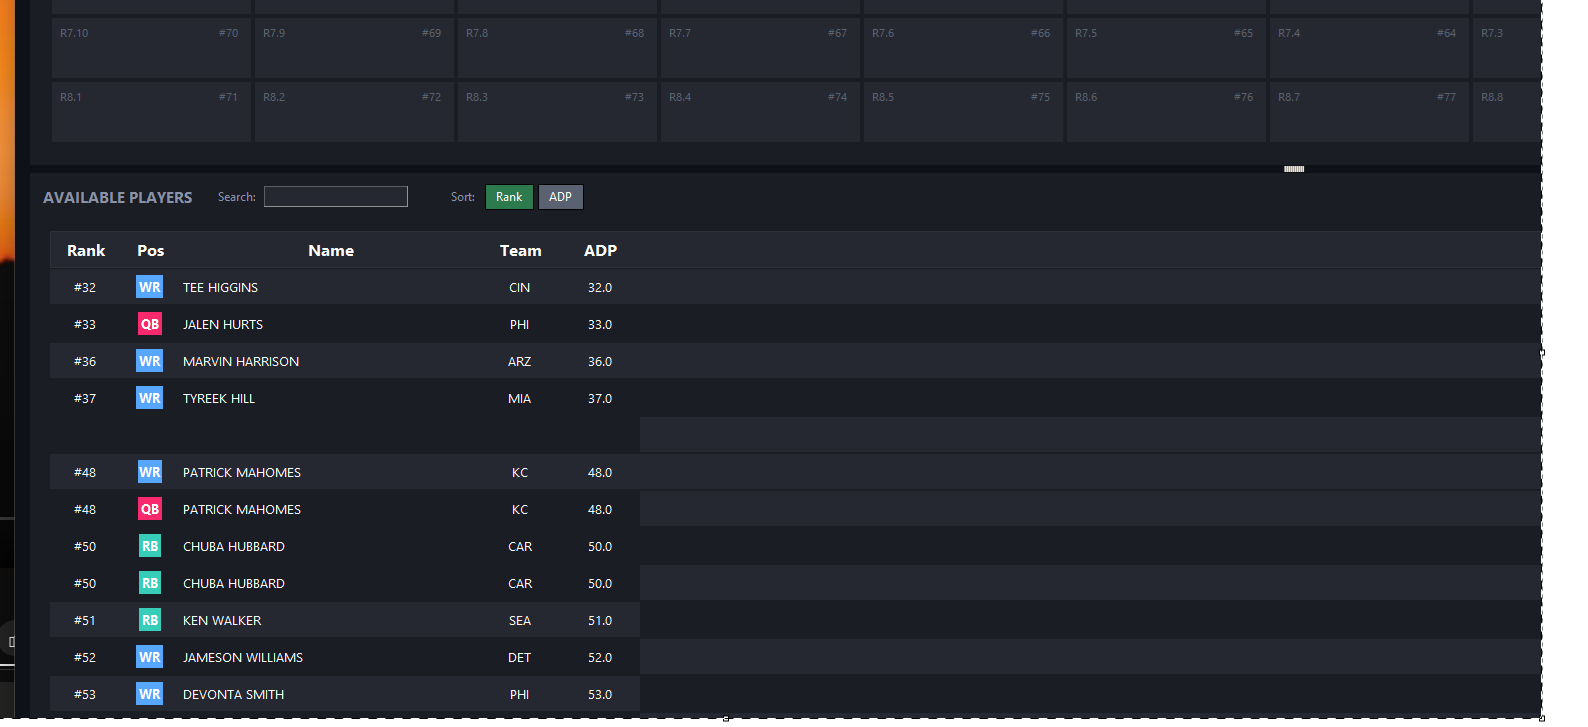 R7.10 #70 R7.9 #69 R7.8 #68 R7.7 #67 R7.6 #66 R7.5 #65 R7.4 #64 R7.3
R8.1 #71 R8.2 #72 R8.3 #73 R8.4 #74 R8.5 #75 R8.6 #76 R8.7 #77 R8.8
AVAILABLE PLAYERS Search: Sort: Rank ADP
Rank Pos Name Team ADP
#32 WR TEE HIGGINS CIN 32.0
#33 QB JALEN HURTS PHI 33.0
#36 WR MARVIN HARRISON ARZ 36.0
#37 WR TYREEK HILL MIA 37.0
#48 WR PATRICK MAHOMES KC 48.0
#48 QB PATRICK MAHOMES KC 48.0
#50 RB CHUBA HUBBARD CAR 50.0
#50 RB CHUBA HUBBARD CAR 50.0
#51 RB KEN WALKER SEA 51.0
#52 WR JAMESON WILLIAMS DET 52.0
#53 WR DEVONTA SMITH PHI 53.0